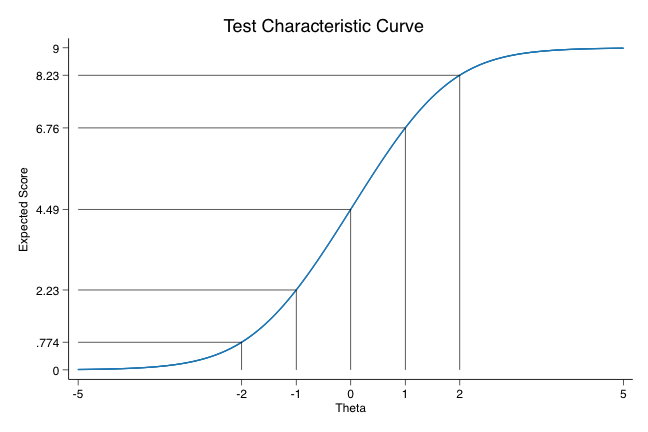 Test Characteristic Curve
Expected Score
9
8.23
6.76
4.49
2.23
.774
0
-5 -2 -1 0 1 2 5
Theta